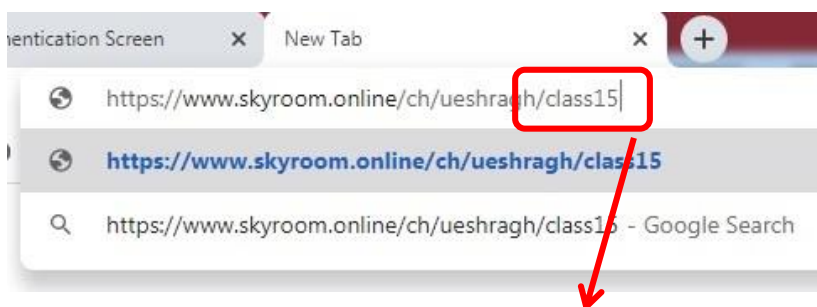 hentication Screen × New Tab × +
https://www.skyroom.online/ch/ueshragh/class15
https://www.skyroom.online/ch/ueshragh/class15
https://www.skyroom.online/ch/ueshragh/class15 - Google Search